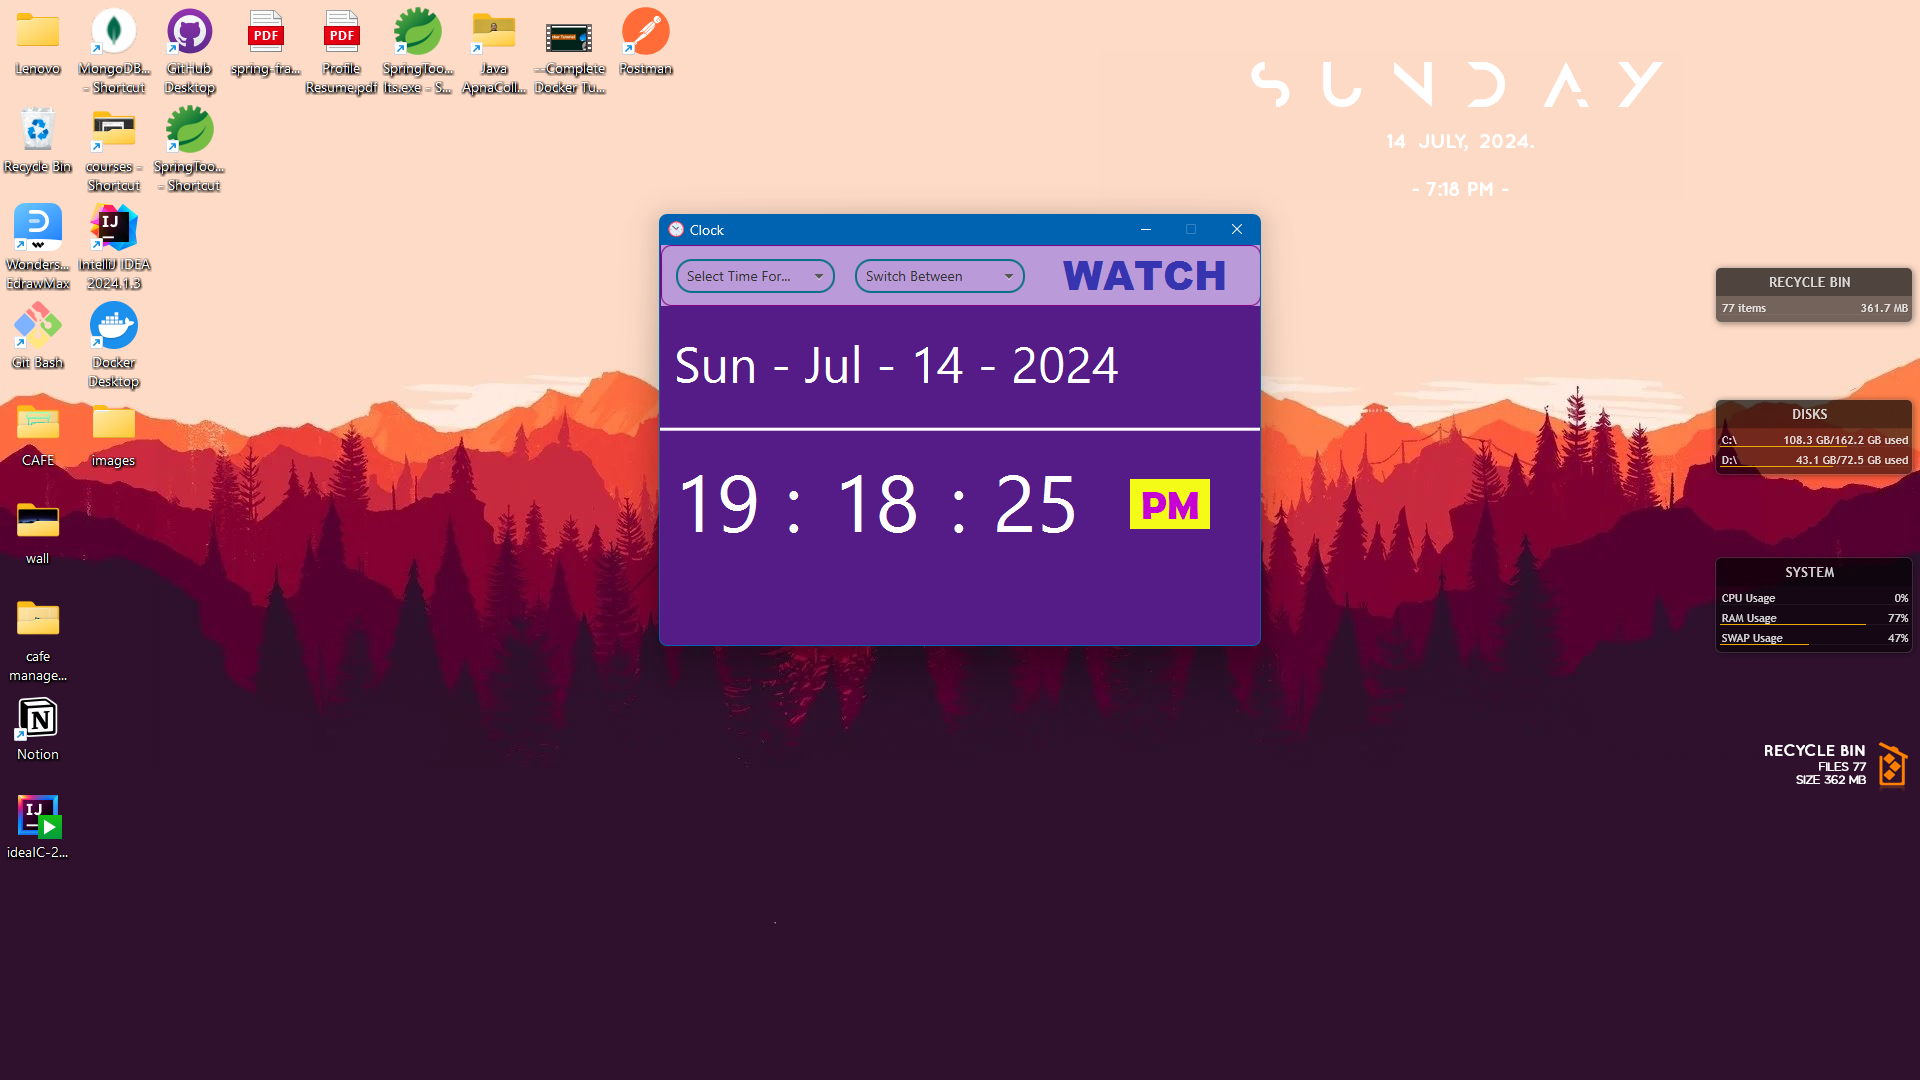 Lenovo
MongoDB...
- Shortcut
GitHub
Desktop
PDF
spring-fra...
PDF
Profile
Resume.pdf
SpringToo...
lts.exe - S...
Java
ApnaColl...
--Complete
Docker Tu...
Postman
Recycle Bin
courses -
Shortcut
SpringToo...
- Shortcut
Wonders...
EdrawMax
IJ
IntelliJ IDEA
2024.1.3
Git Bash
Docker
Desktop
CAFE
images
wall
cafe
manage...
N
Notion
IJ
ideaIC-2...
SUNDAY
14 JULY, 2024.
- 7:18 PM -
Clock
Select Time For...
Switch Between
WATCH
Sun - Jul - 14 - 2024
19 : 18 : 25
PM
RECYCLE BIN
77 items 361.7 MB
DISKS
C:\ 108.3 GB/162.2 GB used
D:\ 43.1 GB/72.5 GB used
SYSTEM
CPU Usage 0%
RAM Usage 77%
SWAP Usage 47%
RECYCLE BIN
FILES 77
SIZE 362 MB